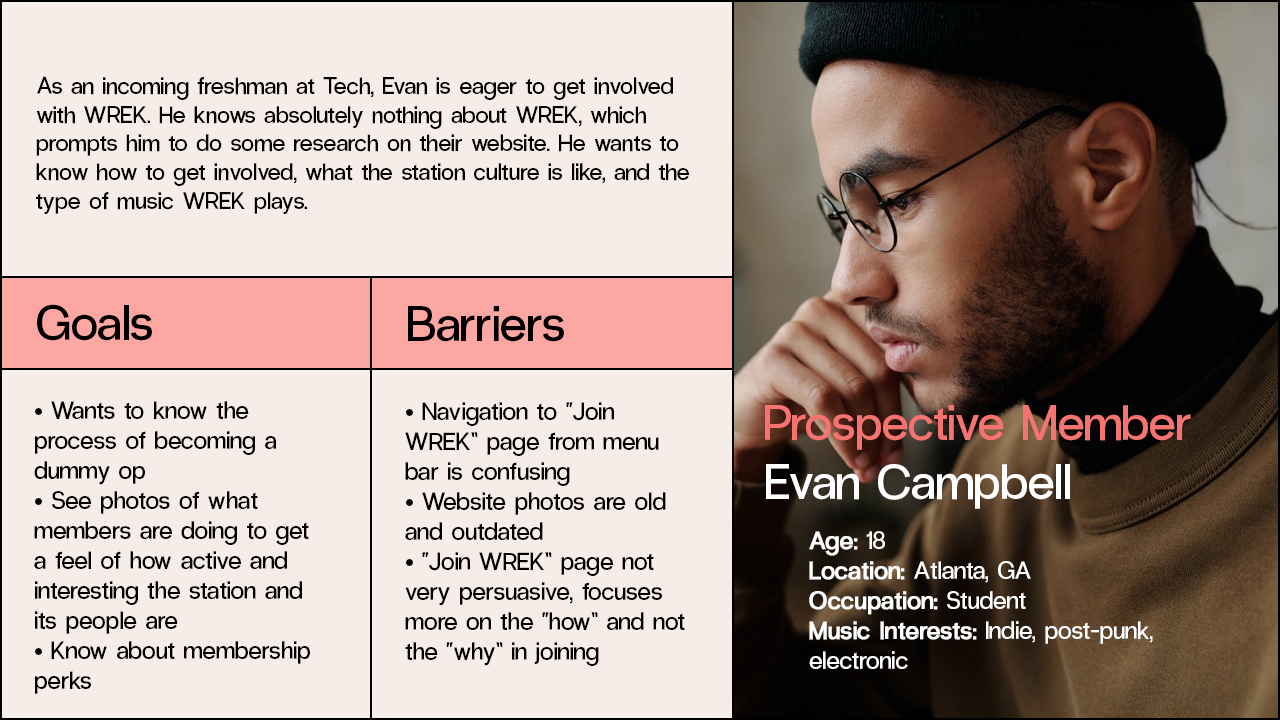 As an incoming freshman at Tech, Evan is eager to get involved
with WREK. He knows absolutely nothing about WREK, which
prompts him to do some research on their website. He wants to
know how to get involved, what the station culture is like, and the
type of music WREK plays.
Goals
• Wants to know the
process of becoming a
dummy op
• See photos of what
members are doing to get
a feel of how active and
interesting the station and
its people are
• Know about membership
perks
Barriers
• Navigation to "Join
WREK" page from menu
bar is confusing
• Website photos are old
and outdated
• "Join WREK" page not
very persuasive, focuses
more on the "how" and not
the "why" in joining
Prospective Member
Evan Campbell
Age: 18
Location: Atlanta, GA
Occupation: Student
Music Interests: Indie, post-punk,
electronic